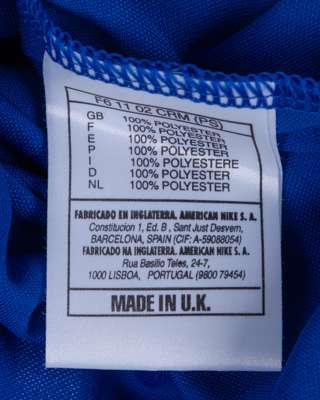 F6 11 02 CRM (PS)
GB 100% POLYESTER
F 100% POLYESTER
E 100% POLYESTER
P 100% POLYESTER
I 100% POLYESTERE
D 100% POLYESTER
NL 100% POLYESTER
FABRICADO EN INGLATERRA. AMERICAN NIKE S. A.
Constitucion 1, Ed. B , Sant Just Desvern,
BARCELONA, SPAIN (CIF: A-59088054)
FABRICADO NA INGLATERRA. AMERICAN NIKE S. A.
Rua Basilio Teles, 24-7,
1000 LISBOA, PORTUGAL (9800 79454)
MADE IN U.K.